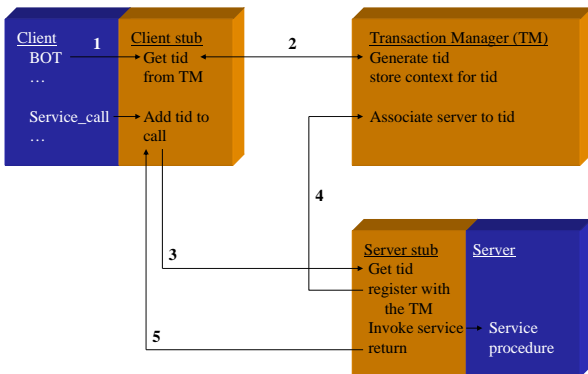 Client
BOT
…
Service_call
…
1
Client stub
Get tid
from TM
Add tid to
call
2
Transaction Manager (TM)
Generate tid
store context for tid
Associate server to tid
3
4
5
Server stub
Get tid
register with
the TM
Invoke service
return
Server
Service
procedure